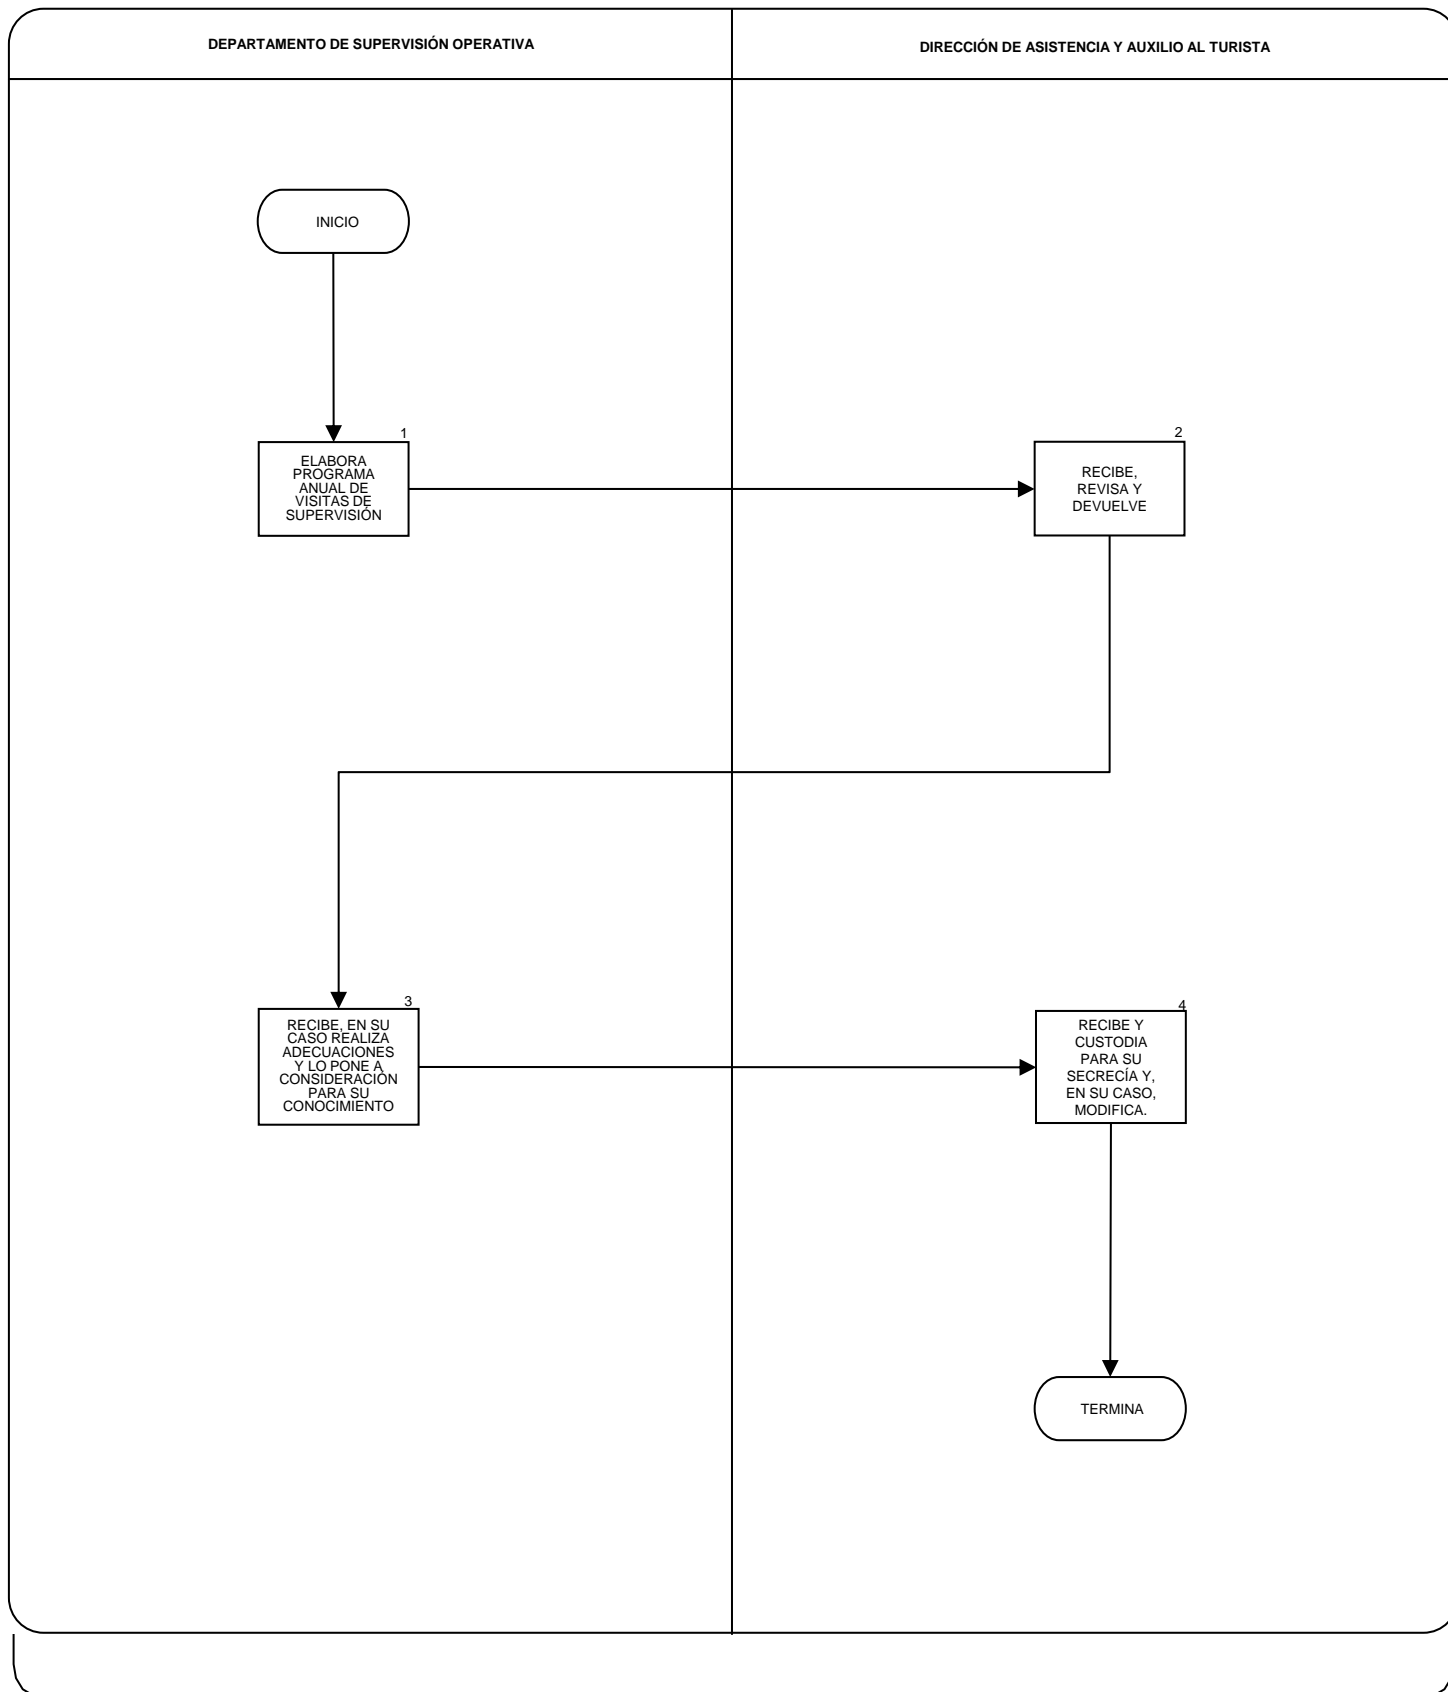 DEPARTAMENTO DE SUPERVISIÓN OPERATIVA
DIRECCIÓN DE ASISTENCIA Y AUXILIO AL TURISTA
INICIO
1
ELABORA
PROGRAMA
ANUAL DE
VISITAS DE
SUPERVISIÓN
2
RECIBE,
REVISA Y
DEVUELVE
3
RECIBE, EN SU
CASO REALIZA
ADECUACIONES
Y LO PONE A
CONSIDERACIÓN
PARA SU
CONOCIMIENTO
4
RECIBE Y
CUSTODIA
PARA SU
SECRECÍA Y,
EN SU CASO,
MODIFICA.
TERMINA